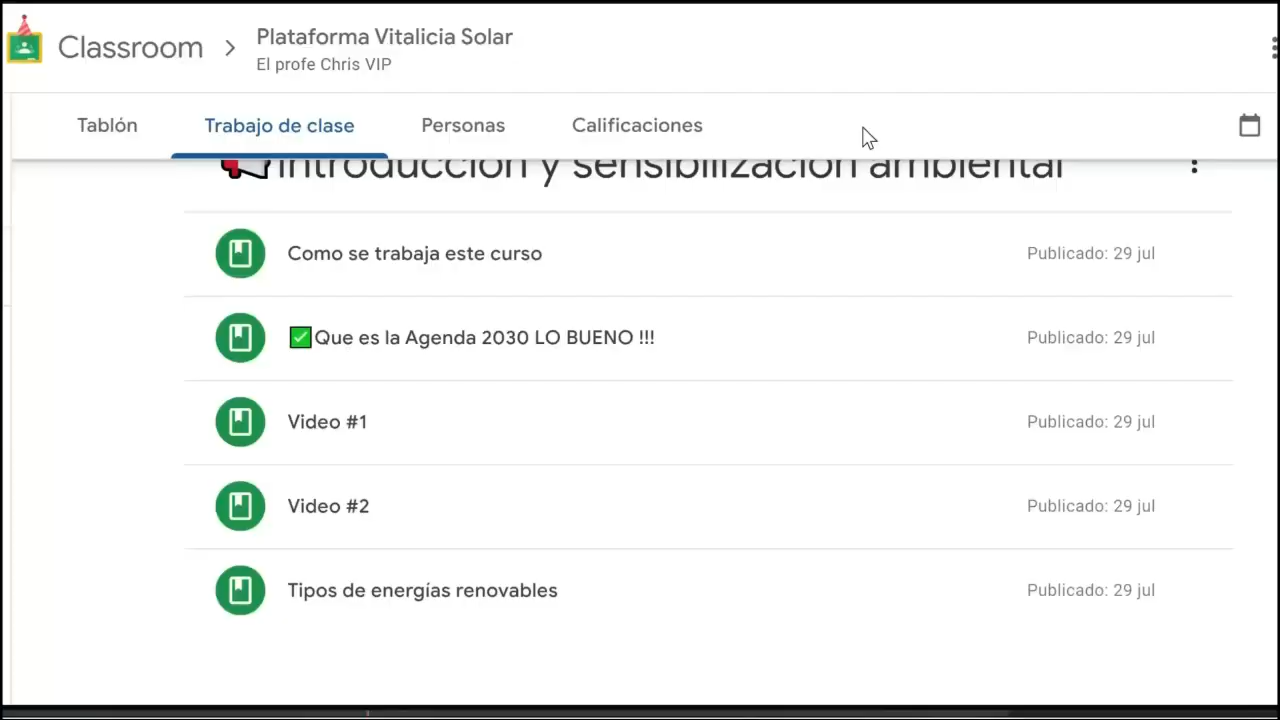 Classroom
Plataforma Vitalicia Solar
El profe Chris VIP
Tablón
Trabajo de clase
Personas
Calificaciones
Introducción y sensibilización ambiental
Como se trabaja este curso
Publicado: 29 jul
✅Que es la Agenda 2030 LO BUENO !!!
Publicado: 29 jul
Video #1
Publicado: 29 jul
Video #2
Publicado: 29 jul
Tipos de energías renovables
Publicado: 29 jul